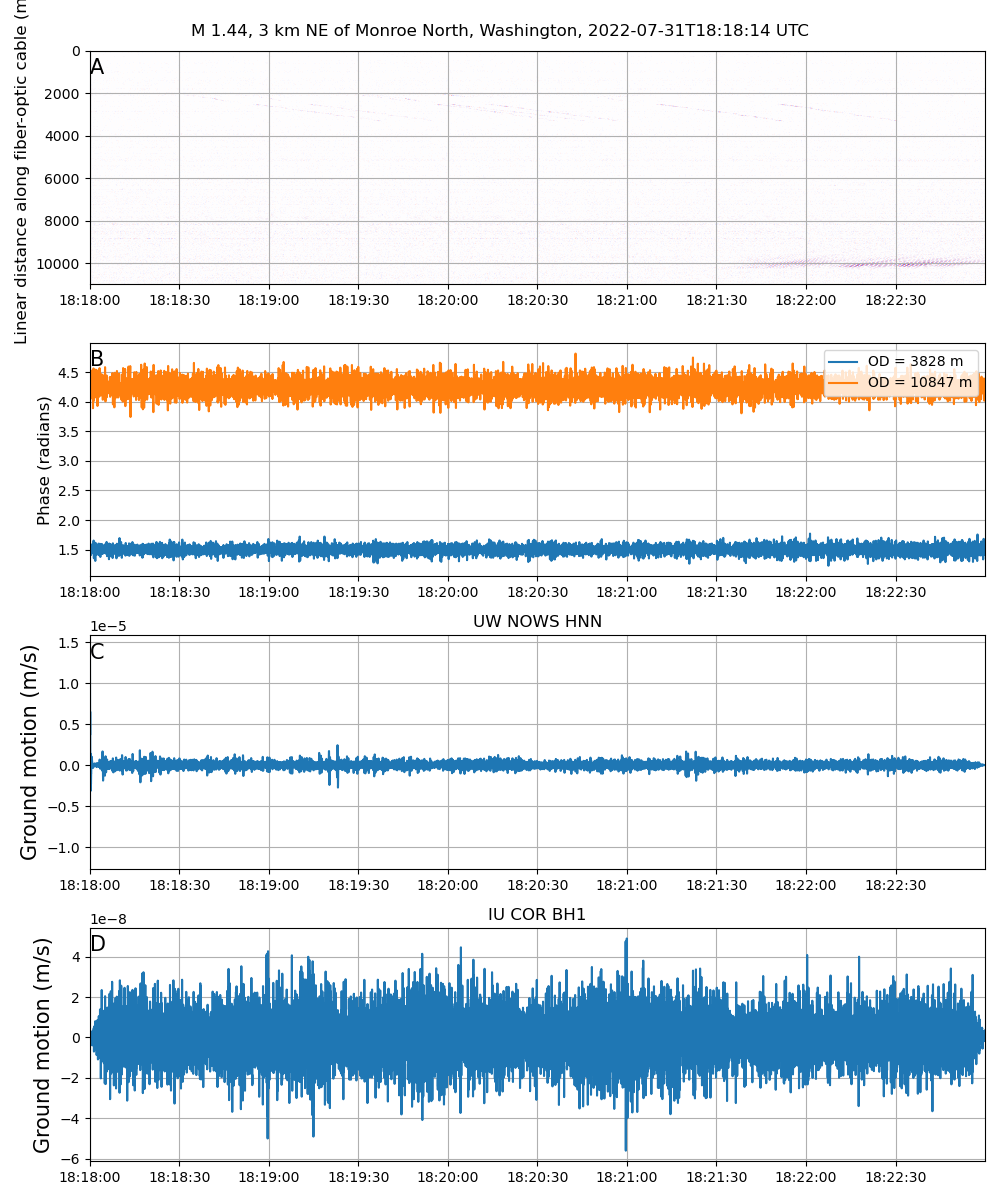 M 1.44, 3 km NE of Monroe North, Washington, 2022-07-31T18:18:14 UTC
Linear distance along fiber-optic cable (m
A
0
2000
4000
6000
8000
10000
18:18:00 18:18:30 18:19:00 18:19:30 18:20:00 18:20:30 18:21:00 18:21:30 18:22:00 18:22:30
Phase (radians)
B
OD = 3828 m
OD = 10847 m
4.5
4.0
3.5
3.0
2.5
2.0
1.5
18:18:00 18:18:30 18:19:00 18:19:30 18:20:00 18:20:30 18:21:00 18:21:30 18:22:00 18:22:30
UW NOWS HNN
1e−5
Ground motion (m/s)
C
1.5
1.0
0.5
0.0
−0.5
−1.0
18:18:00 18:18:30 18:19:00 18:19:30 18:20:00 18:20:30 18:21:00 18:21:30 18:22:00 18:22:30
IU COR BH1
1e−8
Ground motion (m/s)
D
4
2
0
−2
−4
−6
18:18:00 18:18:30 18:19:00 18:19:30 18:20:00 18:20:30 18:21:00 18:21:30 18:22:00 18:22:30